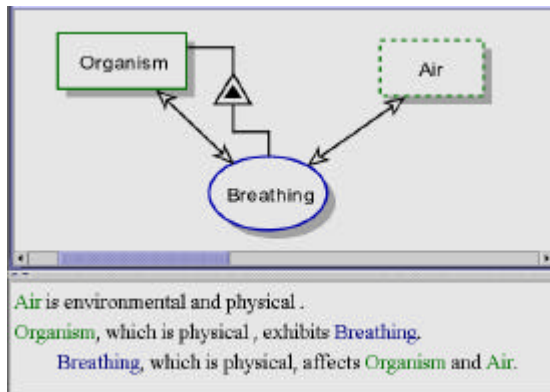 Organism
Air
Breathing
Air is environmental and physical .
Organism, which is physical , exhibits Breathing.
Breathing, which is physical, affects Organism and Air.